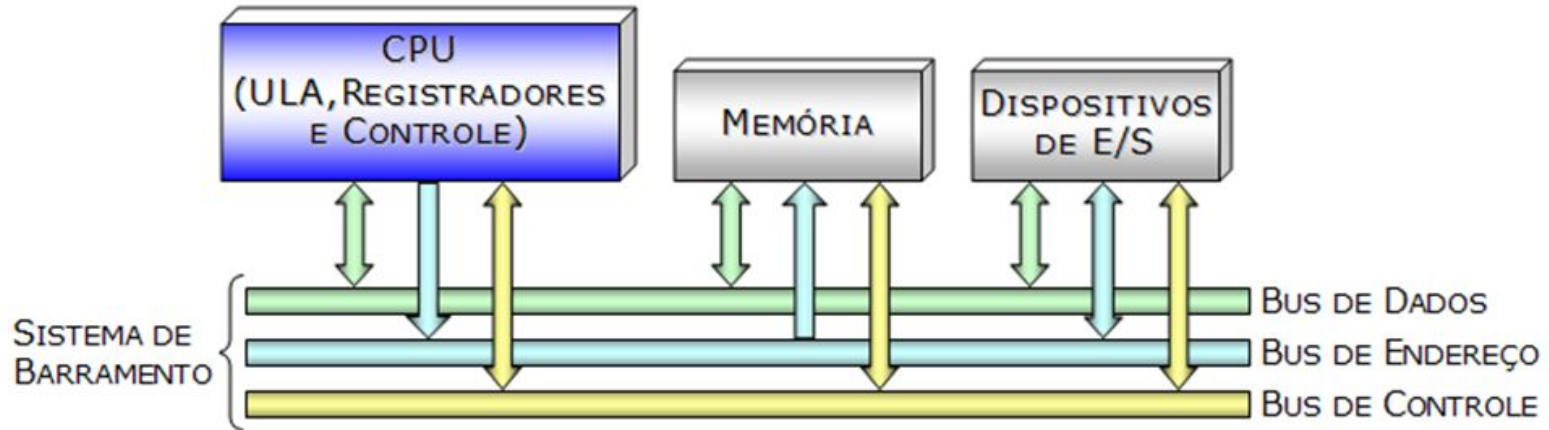 CPU
(ULA, REGISTRADORES
E CONTROLE)
MEMÓRIA
DISPOSITIVOS
DE E/S
SISTEMA DE
BARRAMENTO
BUS DE DADOS
BUS DE ENDEREÇO
BUS DE CONTROLE